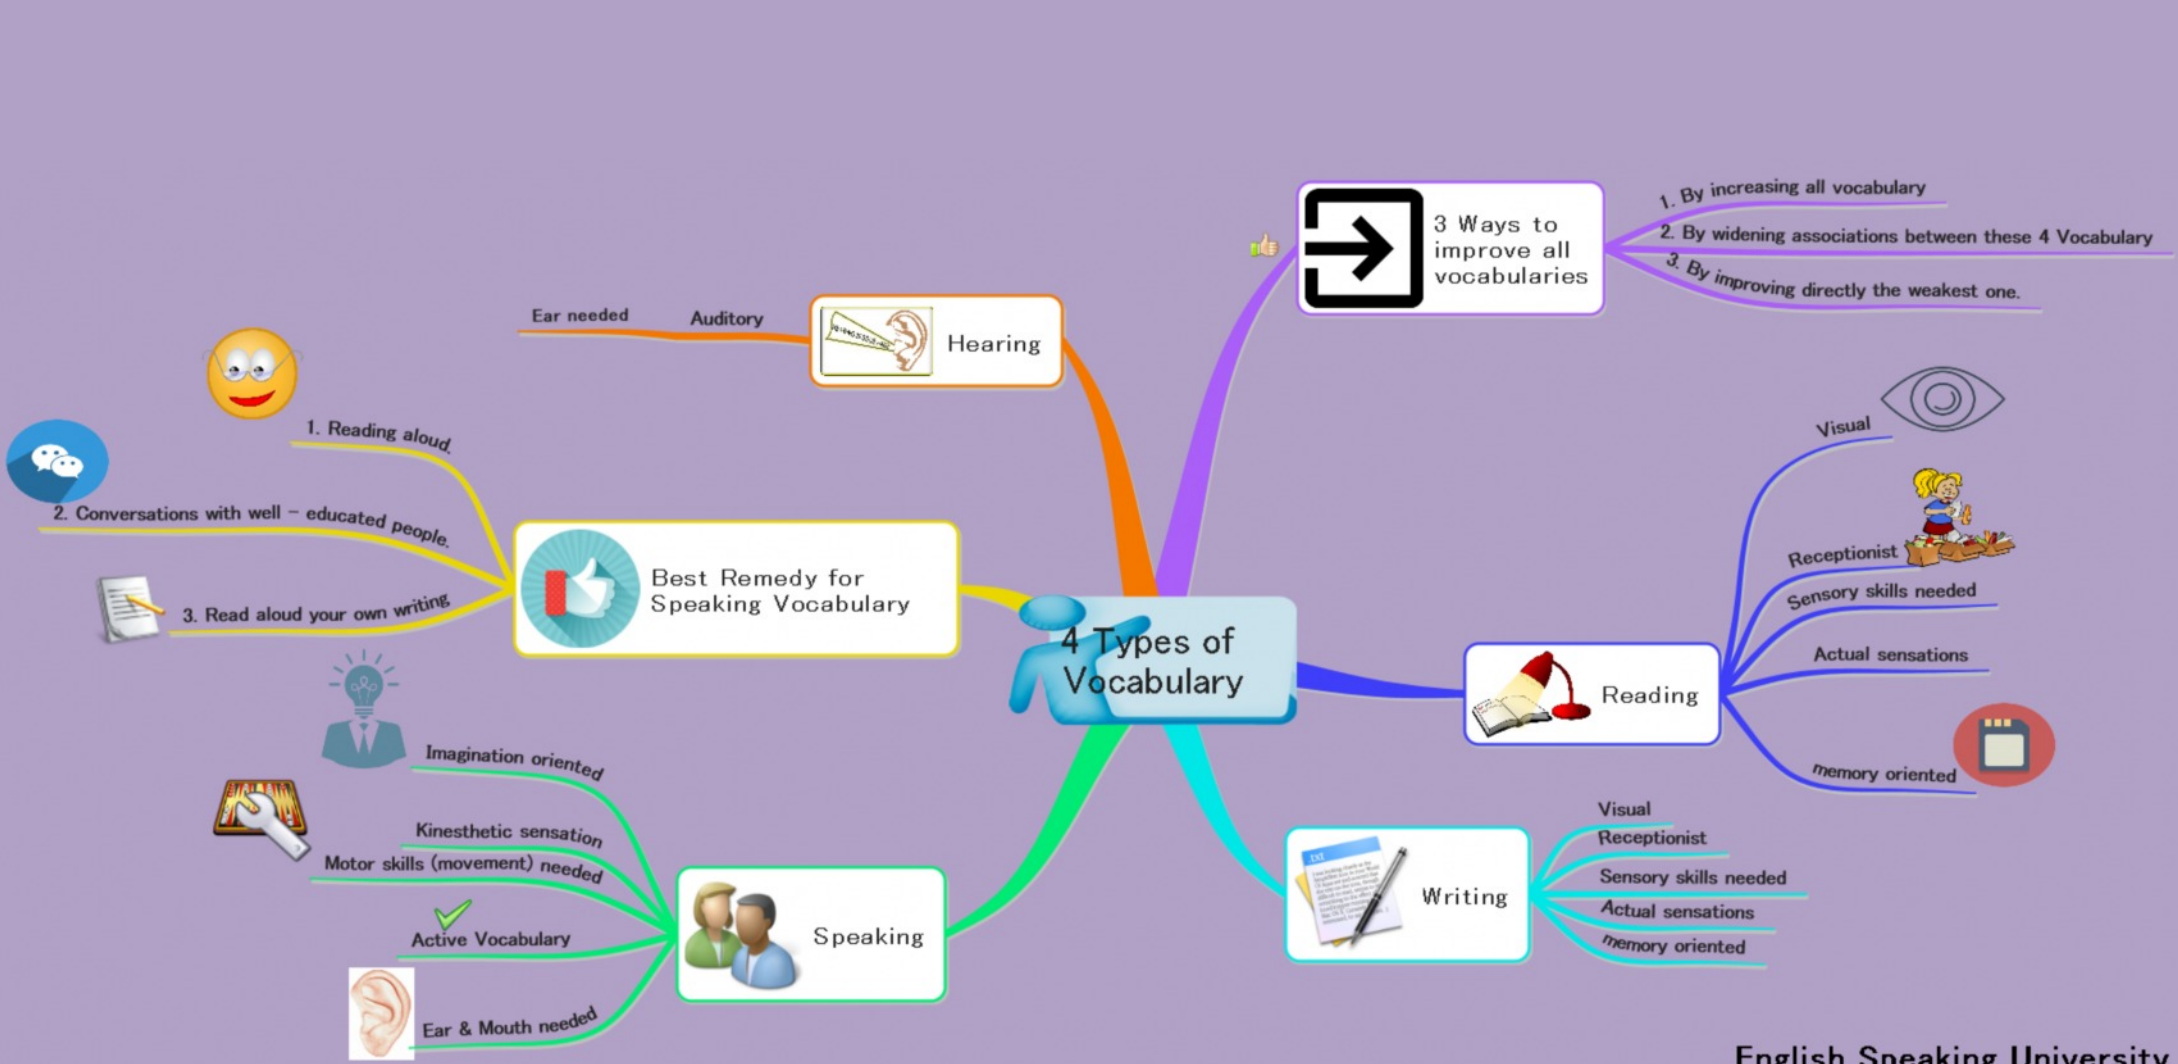 4 Types of
Vocabulary
3 Ways to
improve all
vocabularies
1. By increasing all vocabulary
2. By widening associations between these 4 Vocabulary
3. By improving directly the weakest one.
Reading
Visual
Receptionist
Sensory skills needed
Actual sensations
memory oriented
Writing
.txt
Visual
Receptionist
Sensory skills needed
Actual sensations
memory oriented
Hearing
Auditory
Ear needed
Best Remedy for
Speaking Vocabulary
1. Reading aloud.
2. Conversations with well - educated people.
3. Read aloud your own writing
Speaking
Imagination oriented
Kinesthetic sensation
Motor skills (movement) needed
Active Vocabulary
Ear & Mouth needed
English Speaking University